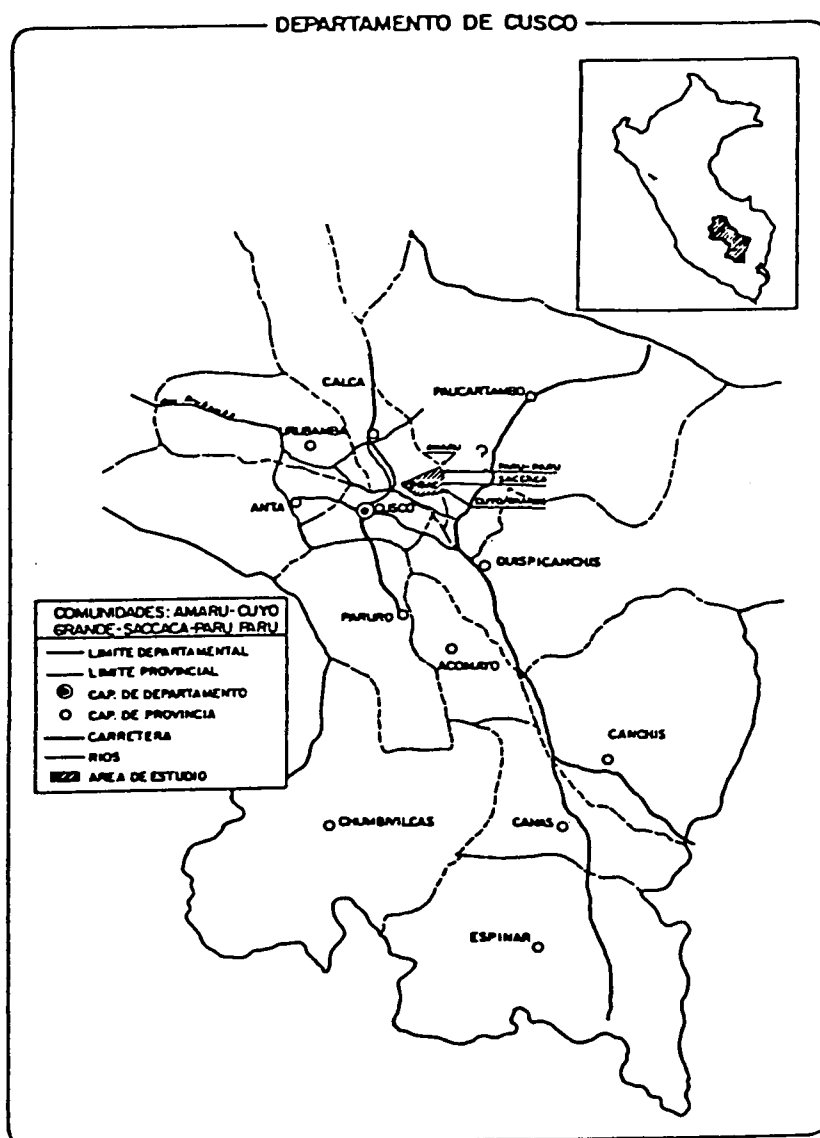 DEPARTAMENTO DE CUSCO
CALCA
PAUCARTAMBO
URUBAMBA
AMARU
PARU-PARU
SACCACA
ANTA
CUSCO
CUYO GRANDE
QUISPICANCHIS
PARURO
ACOMAYO
COMUNIDADES: AMARU-CUYO
GRANDE-SACCACA-PARU PARU
LIMITE DEPARTAMENTAL
LIMITE PROVINCIAL
CAP. DE DEPARTAMENTO
CAP. DE PROVINCIA
CARRETERA
RIOS
AREA DE ESTUDIO
CANCHIS
CHUMBIVILCAS
CANAS
ESPINAR